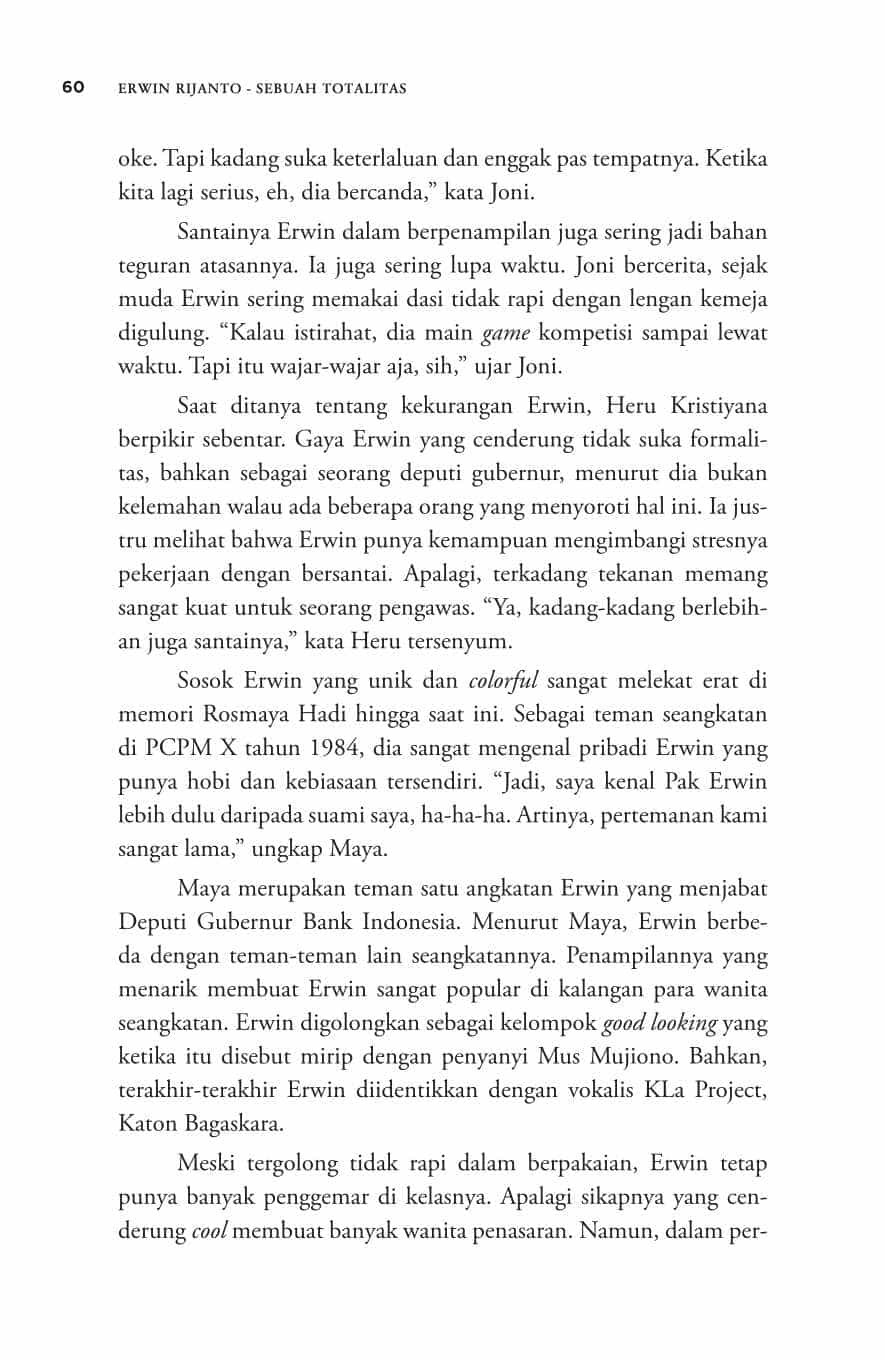 60 ERWIN RIJANTO - SEBUAH TOTALITAS
oke. Tapi kadang suka keterlaluan dan enggak pas tempatnya. Ketika
kita lagi serius, eh, dia bercanda,” kata Joni.
Santainya Erwin dalam berpenampilan juga sering jadi bahan
teguran atasannya. Ia juga sering lupa waktu. Joni bercerita, sejak
muda Erwin sering memakai dasi tidak rapi dengan lengan kemeja
digulung. “Kalau istirahat, dia main game kompetisi sampai lewat
waktu. Tapi itu wajar-wajar aja, sih,” ujar Joni.
Saat ditanya tentang kekurangan Erwin, Heru Kristiyana
berpikir sebentar. Gaya Erwin yang cenderung tidak suka formali-
tas, bahkan sebagai seorang deputi gubernur, menurut dia bukan
kelemahan walau ada beberapa orang yang menyoroti hal ini. Ia jus-
tru melihat bahwa Erwin punya kemampuan mengimbangi stresnya
pekerjaan dengan bersantai. Apalagi, terkadang tekanan memang
sangat kuat untuk seorang pengawas. “Ya, kadang-kadang berlebih-
an juga santainya,” kata Heru tersenyum.
Sosok Erwin yang unik dan colorful sangat melekat erat di
memori Rosmaya Hadi hingga saat ini. Sebagai teman seangkatan
di PCPM X tahun 1984, dia sangat mengenal pribadi Erwin yang
punya hobi dan kebiasaan tersendiri. “Jadi, saya kenal Pak Erwin
lebih dulu daripada suami saya, ha-ha-ha. Artinya, pertemanan kami
sangat lama,” ungkap Maya.
Maya merupakan teman satu angkatan Erwin yang menjabat
Deputi Gubernur Bank Indonesia. Menurut Maya, Erwin berbe-
da dengan teman-teman lain seangkatannya. Penampilannya yang
menarik membuat Erwin sangat popular di kalangan para wanita
seangkatan. Erwin digolongkan sebagai kelompok good looking yang
ketika itu disebut mirip dengan penyanyi Mus Mujiono. Bahkan,
terakhir-terakhir Erwin diidentikkan dengan vokalis KLa Project,
Katon Bagaskara.
Meski tergolong tidak rapi dalam berpakaian, Erwin tetap
punya banyak penggemar di kelasnya. Apalagi sikapnya yang cen-
derung cool membuat banyak wanita penasaran. Namun, dalam per-